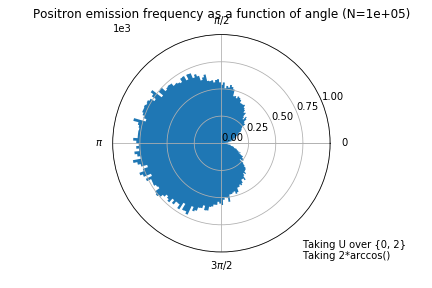 Positron emission frequency as a function of angle (N=1e+05)
π/2
1e3
1.00
0.75
0.50
0.25
0.00
π
0
3π/2
Taking U over {0, 2}
Taking 2*arccos()